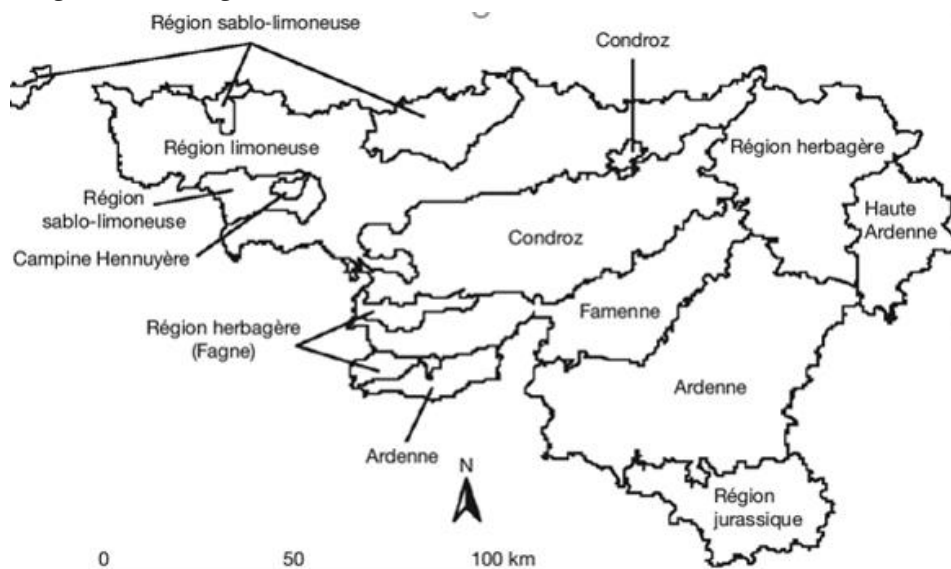 Région sablo-limoneuse
Condroz
Région limoneuse
Région herbagère
Région
sablo-limoneuse
Haute
Ardenne
Campine Hennuyère
Condroz
Famenne
Région herbagère
(Fagne)
Ardenne
Ardenne
N
Région
jurassique
0 50 100 km